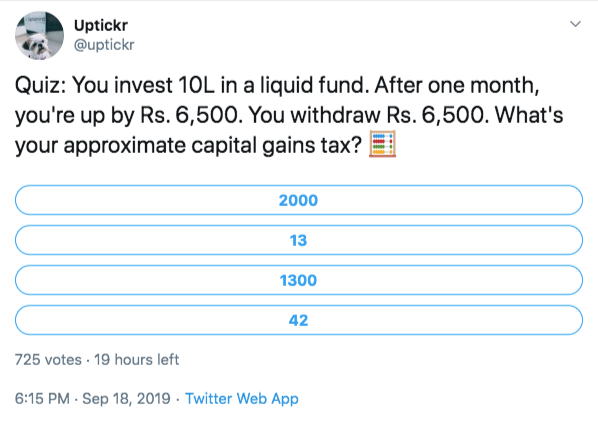 Uptickr
@uptickr
Quiz: You invest 10L in a liquid fund. After one month,
you're up by Rs. 6,500. You withdraw Rs. 6,500. What's
your approximate capital gains tax? 🧮
2000
13
1300
42
725 votes · 19 hours left
6:15 PM · Sep 18, 2019 · Twitter Web App